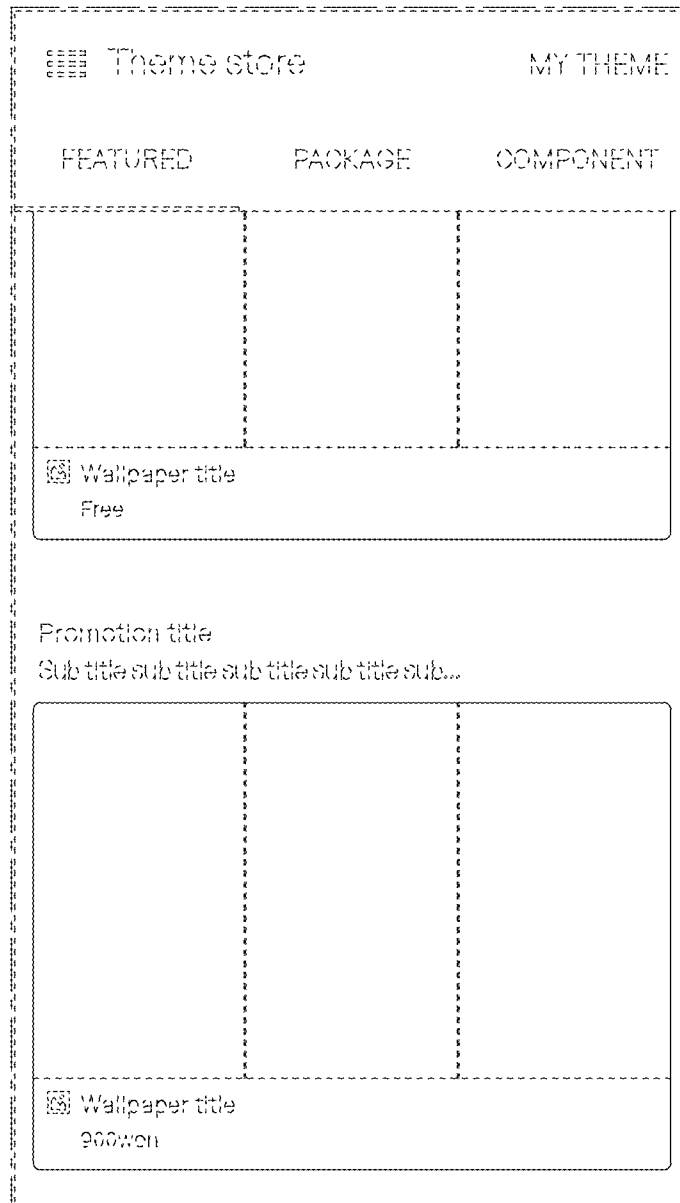 Theme store MY THEME
FEATURED PACKAGE COMPONENT
Wallpaper title
Free
Promotion title
Sub title sub title sub title sub title sub...
Wallpaper title
900won